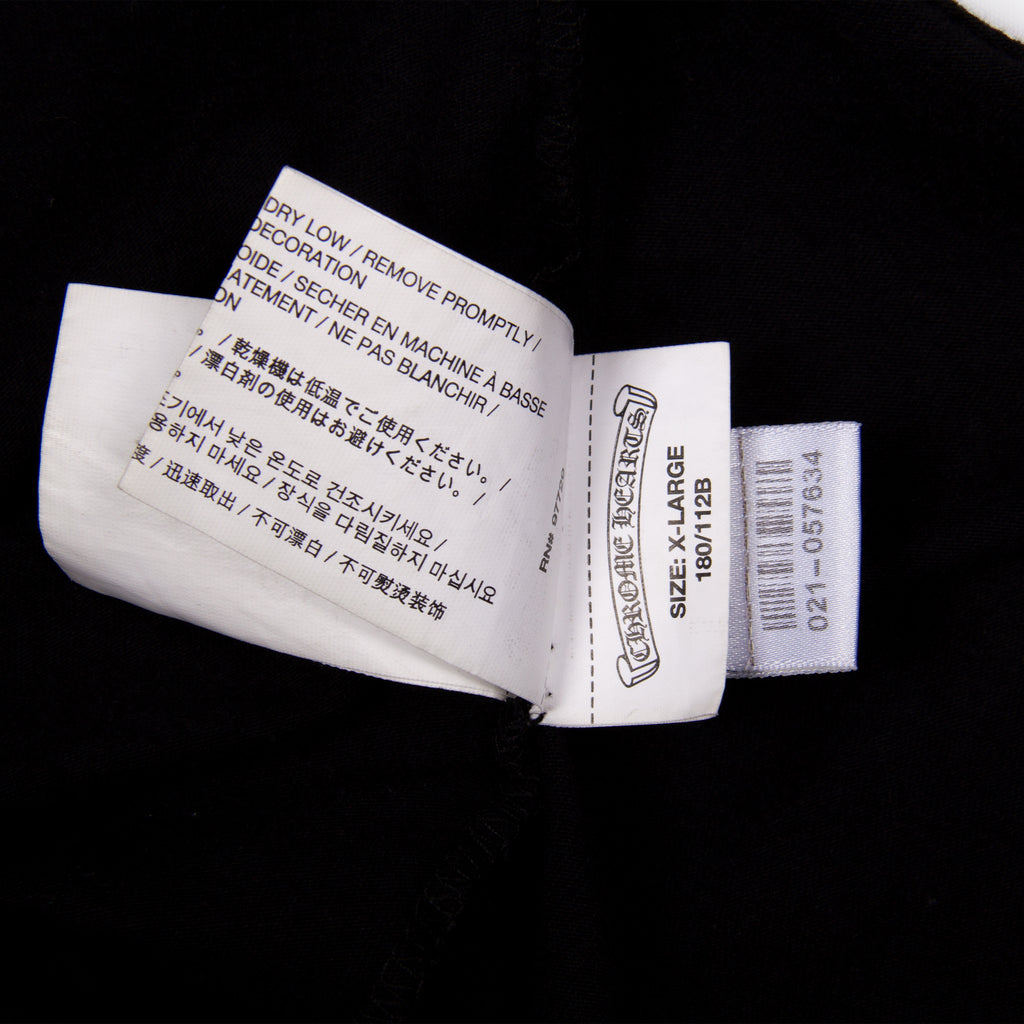 DRY LOW / REMOVE PROMPTLY /
DECORATION
OIDE / SECHER EN MACHINE À BASSE
ATEMENT / NE PAS BLANCHIR /
ON
。 / 乾燥機は低温でご使用ください。 /
/ 漂白剤の使用はお避けください。 /
。
조기에서 낮은 온도로 건조시키세요 /
용하지 마세요 / 장식을 다림질하지 마십시요
度 / 迅速取出 / 不可漂白 / 不可熨烫装饰
RN#
CHROME HEARTS
SIZE: X-LARGE
180/112B
021-057634